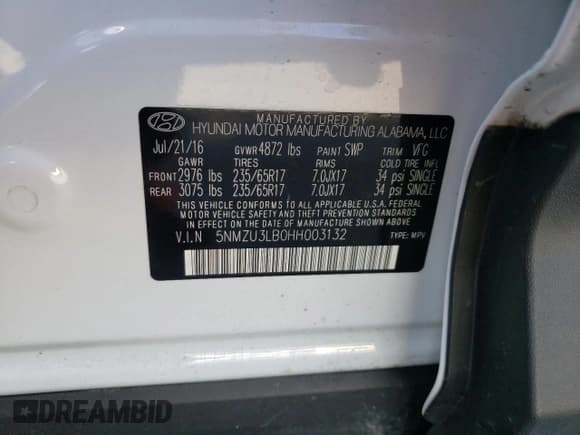 MANUFACTURED BY
HYUNDAI MOTOR MANUFACTURING ALABAMA, LLC
Jul/21/16 GVWR 4872 lbs PAINT SWP TRIM VFG
GAWR TIRES RIMS COLD TIRE INFL
FRONT 2976 lbs 235/65R17 7.0JX17 34 psi SINGLE
REAR 3075 lbs 235/65R17 7.0JX17 34 psi SINGLE
THIS VEHICLE CONFORMS TO ALL APPLICABLE U.S.A. FEDERAL
MOTOR VEHICLE SAFETY AND THEFT PREVENTION STANDARDS
IN EFFECT ON THE DATE OF MANUFACTURE SHOWN ABOVE.
V.I.N 5NMZU3LB0HH003132 TYPE: MPV
DREAMBID